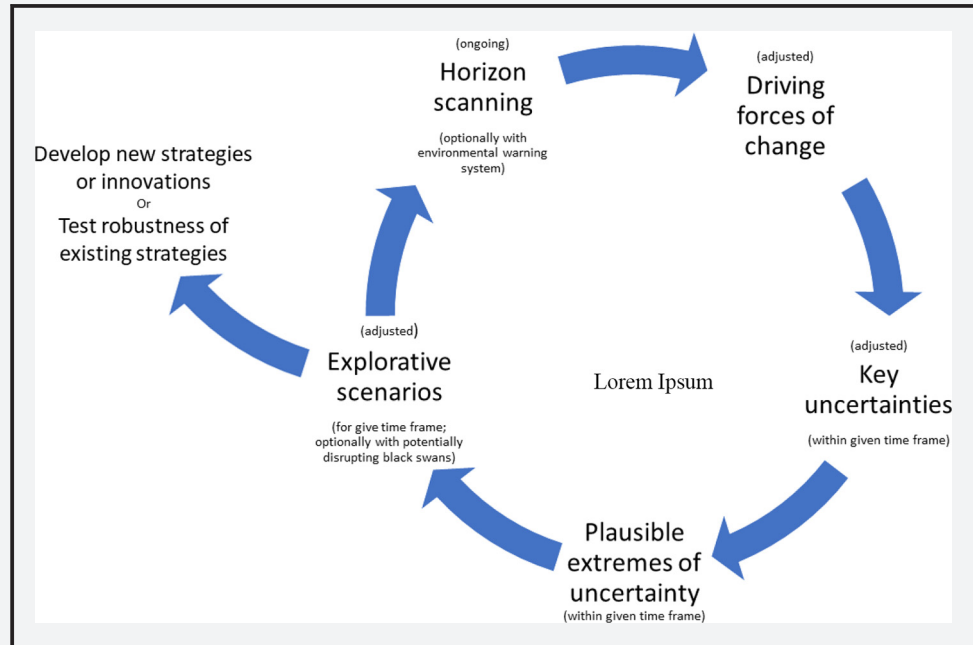 (ongoing)
Horizon
scanning
(optionally with
environmental warning
system)
(adjusted)
Driving
forces of
change
(adjusted)
Key
uncertainties
(within given time frame)
Plausible
extremes of
uncertainty
(within given time frame)
(adjusted)
Explorative
scenarios
(for give time frame;
optionally with potentially
disrupting black swans)
Develop new strategies
or innovations
Or
Test robustness of
existing strategies
Lorem Ipsum